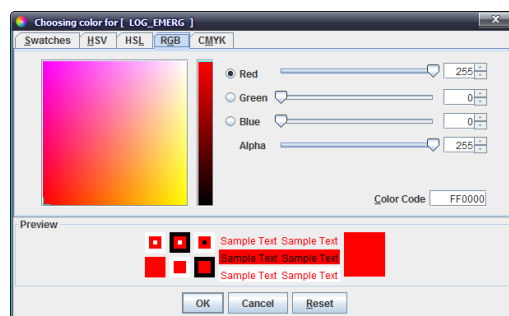 Choosing color for [ LOG_EMERG ] x
Swatches HSV HSL RGB CMYK
Red 255
Green 0
Blue 0
Alpha 255
Color Code FF0000
Preview
Sample Text Sample Text
Sample Text Sample Text
Sample Text Sample Text
OK Cancel Reset